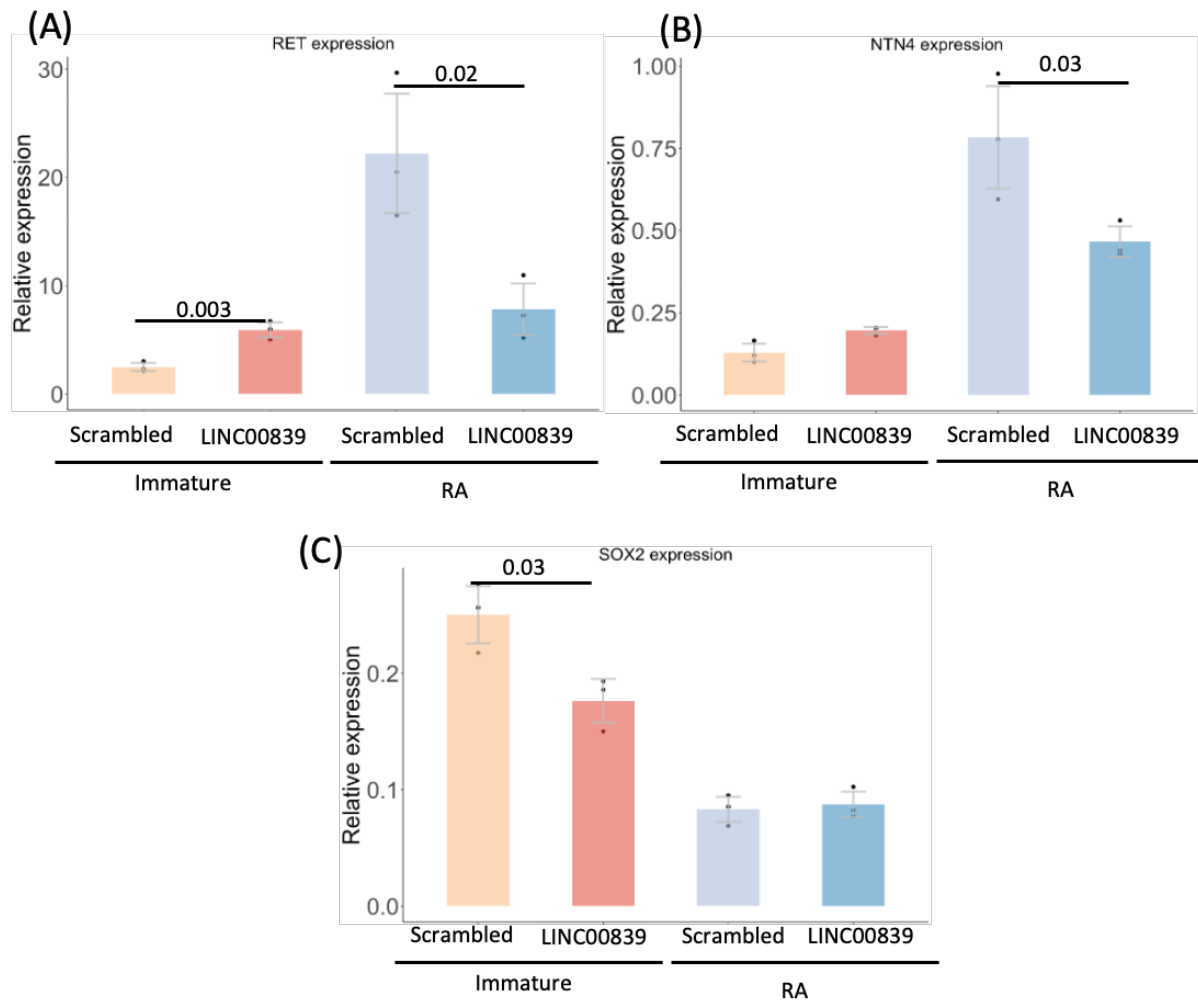 (A)
RET expression
Relative expression
30
20
10
0
0.003
0.02
Scrambled LINC00839 Scrambled LINC00839
Immature RA
(B)
NTN4 expression
Relative expression
1.00
0.75
0.50
0.25
0.00
0.03
Scrambled LINC00839 Scrambled LINC00839
Immature RA
(C)
SOX2 expression
Relative expression
0.2
0.1
0.0
0.03
Scrambled LINC00839 Scrambled LINC00839
Immature RA